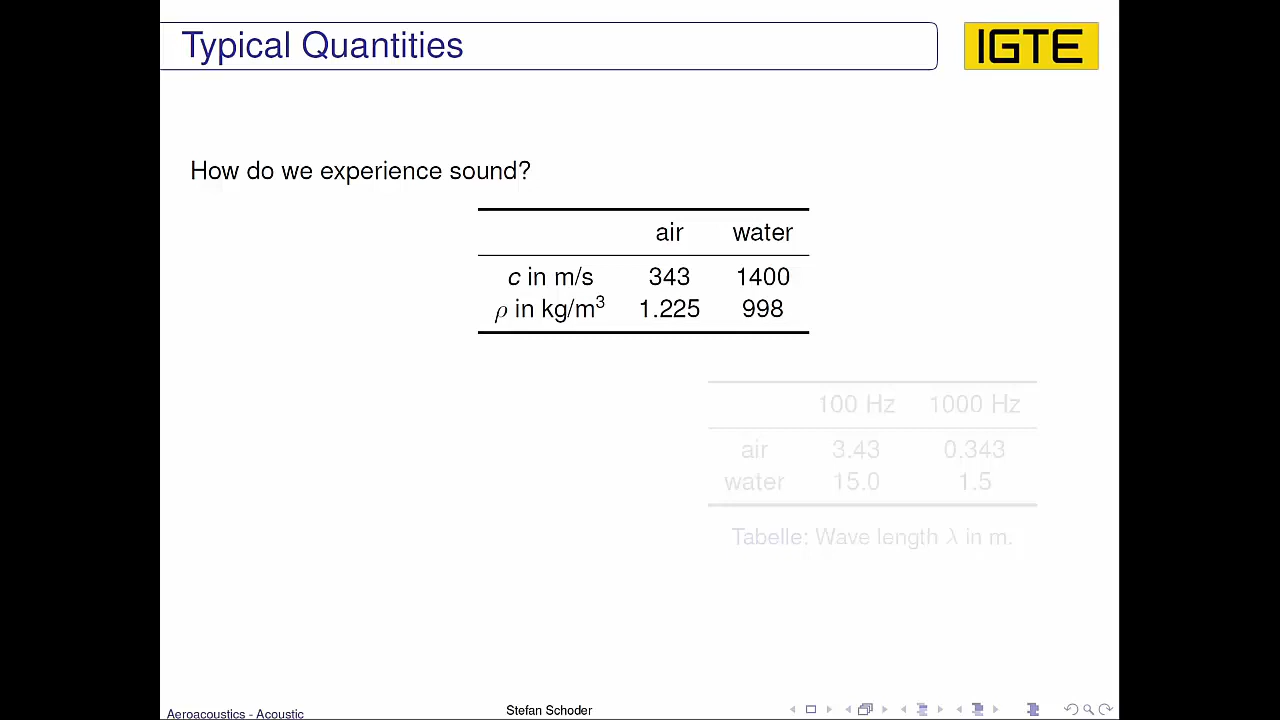 Typical Quantities
IGTE
How do we experience sound?
air water
c in m/s 343 1400
ρ in kg/m³ 1.225 998
100 Hz 1000 Hz
air 3.43 0.343
water 15.0 1.5
Tabelle: Wave length λ in m.
Aeroacoustics - Acoustic
Stefan Schoder